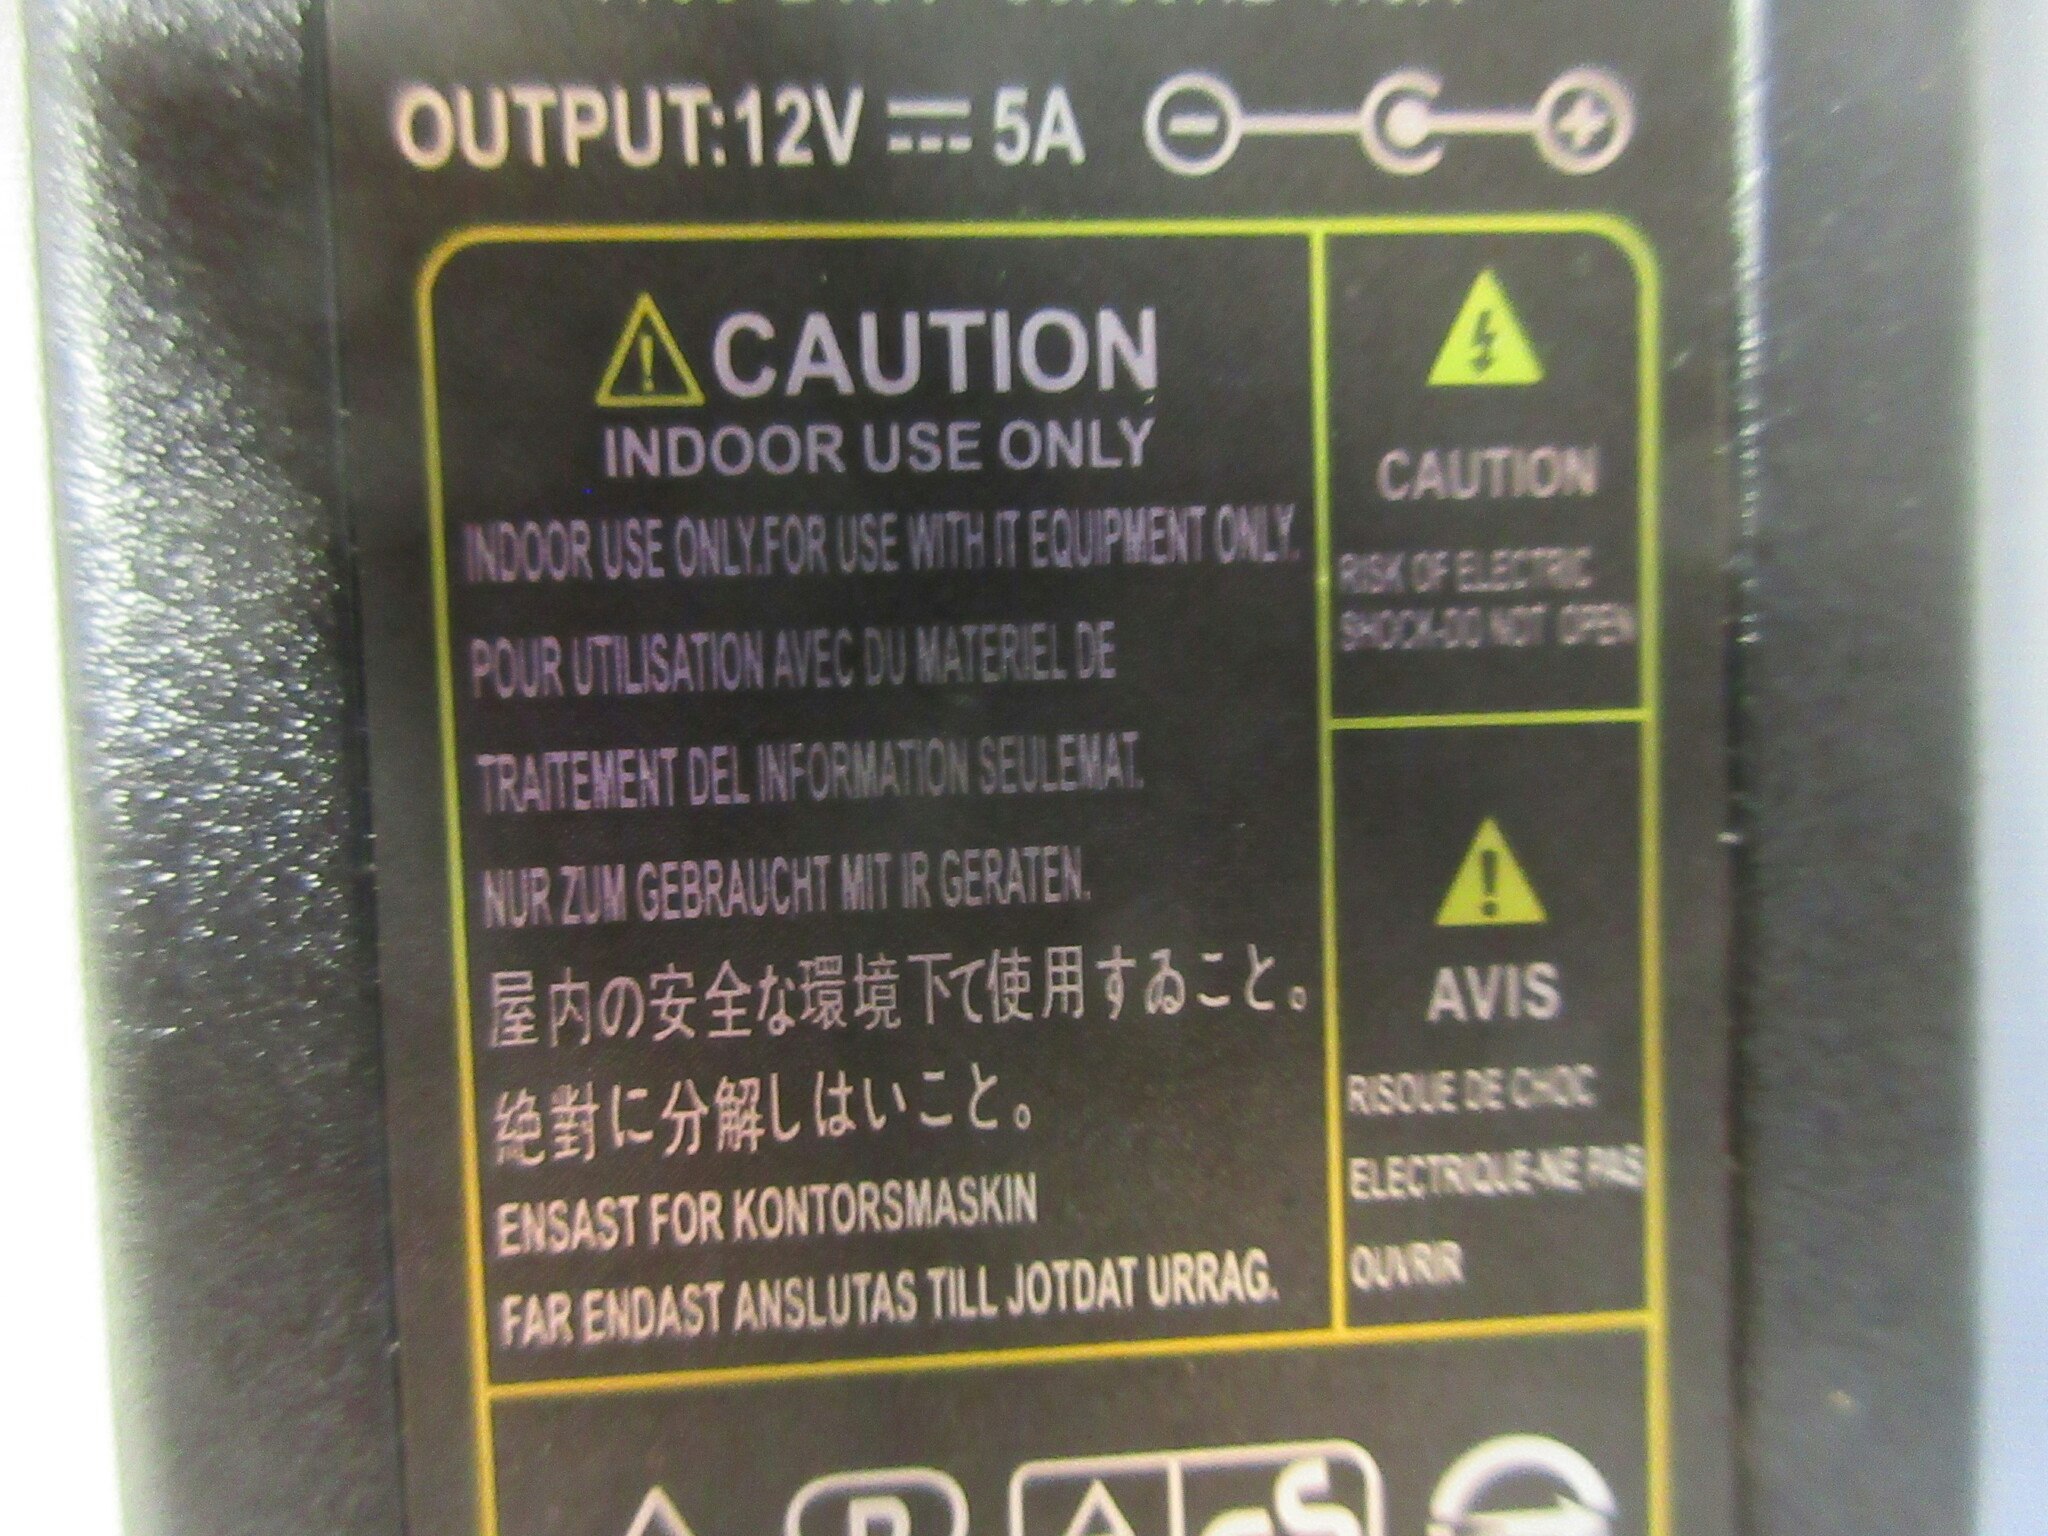 OUTPUT:12V ⎓ 5A
CAUTION
INDOOR USE ONLY
INDOOR USE ONLY.FOR USE WITH IT EQUIPMENT ONLY.
POUR UTILISATION AVEC DU MATERIEL DE
TRAITEMENT DEL INFORMATION SEULEMAT.
NUR ZUM GEBRAUCHT MIT IR GERATEN.
屋内の安全な環境下て使用すゐこと。
絶對に分解しはいこと。
ENSAST FOR KONTORSMASKIN
FAR ENDAST ANSLUTAS TILL JOTDAT URRAG.
CAUTION
RISK OF ELECTRIC
SHOCK-DO NOT OPEN
AVIS
RISQUE DE CHOC
ELECTRIQUE-NE PAS
OUVRIR